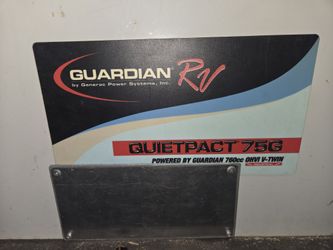 GUARDIAN RV
by Generac Power Systems, Inc.
QUIETPACT 75G
POWERED BY GUARDIAN 760cc OHVI V-TWIN